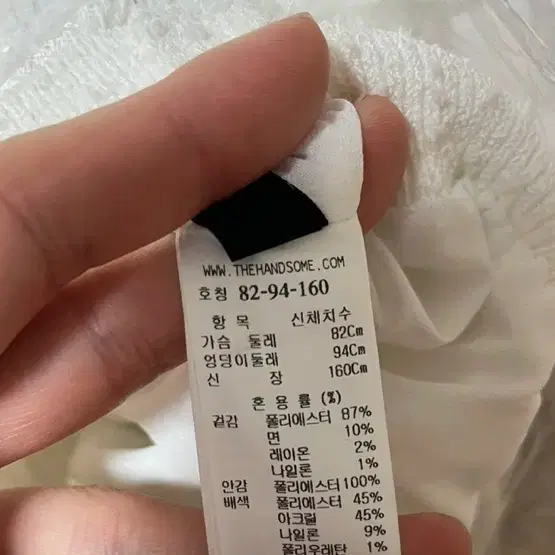 WWW.THEHANDSOME.COM
호칭 82-94-160
항 목 신체치수
가슴 둘레 82Cm
엉덩이둘레 94Cm
신 장 160Cm
혼 용 률 (%)
겉감 폴리에스터 87%
면 10%
레이온 2%
나일론 1%
안감 폴리에스터 100%
배색 폴리에스터 45%
아크릴 45%
나일론 9%
폴리우레탄 1%